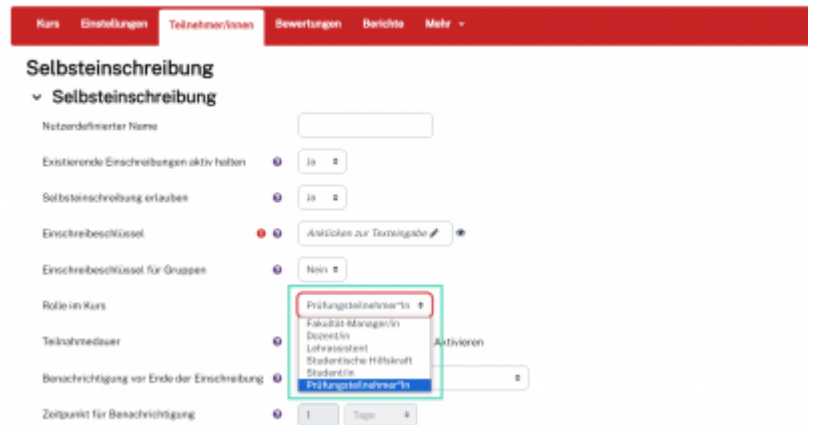 Kurs Einstellungen Teilnehmer/innen Bewertungen Berichte Mehr
Selbsteinschreibung
Selbsteinschreibung
Nutzerdefinierter Name
Existierende Einschreibungen aktiv halten Ja
Selbsteinschreibung erlauben Ja
Einschreibeschlüssel Anklicken zur Texteingabe
Einschreibeschlüssel für Gruppen Nein
Rolle im Kurs Prüfungsteilnehmer*in
Fakultät-Manager/in
Dozent/in
Teilnahmedauer Lehrassistent Aktivieren
Studentische Hilfskraft
Student/in
Benachrichtigung vor Ende der Einschreibung Prüfungsteilnehmer*in
Zeitpunkt für Benachrichtigung 1 Tage